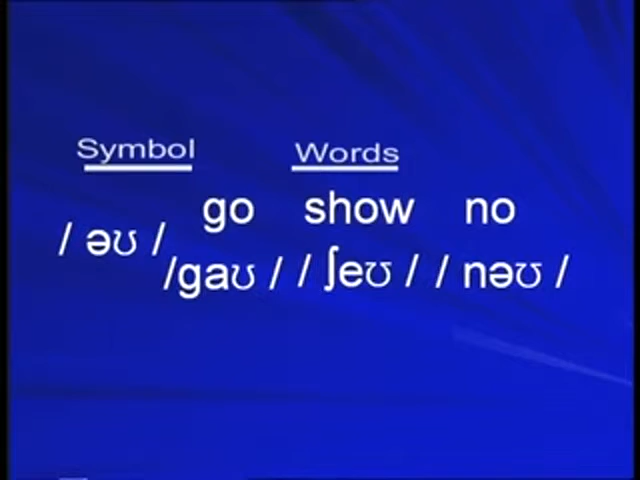 Symbol Words
go show no
/ əʊ /
/gaʊ / / ʃeʊ / / nəʊ /